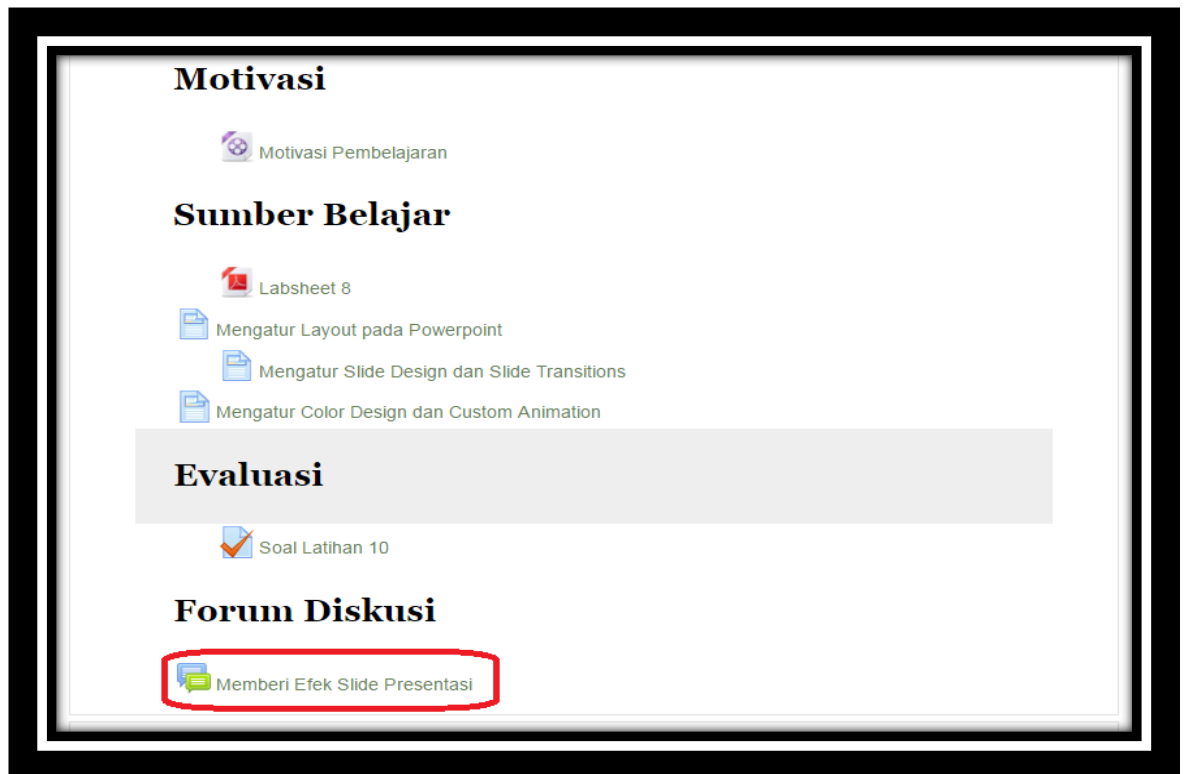 Motivasi
Motivasi Pembelajaran
Sumber Belajar
Labsheet 8
Mengatur Layout pada Powerpoint
Mengatur Slide Design dan Slide Transitions
Mengatur Color Design dan Custom Animation
Evaluasi
Soal Latihan 10
Forum Diskusi
Memberi Efek Slide Presentasi